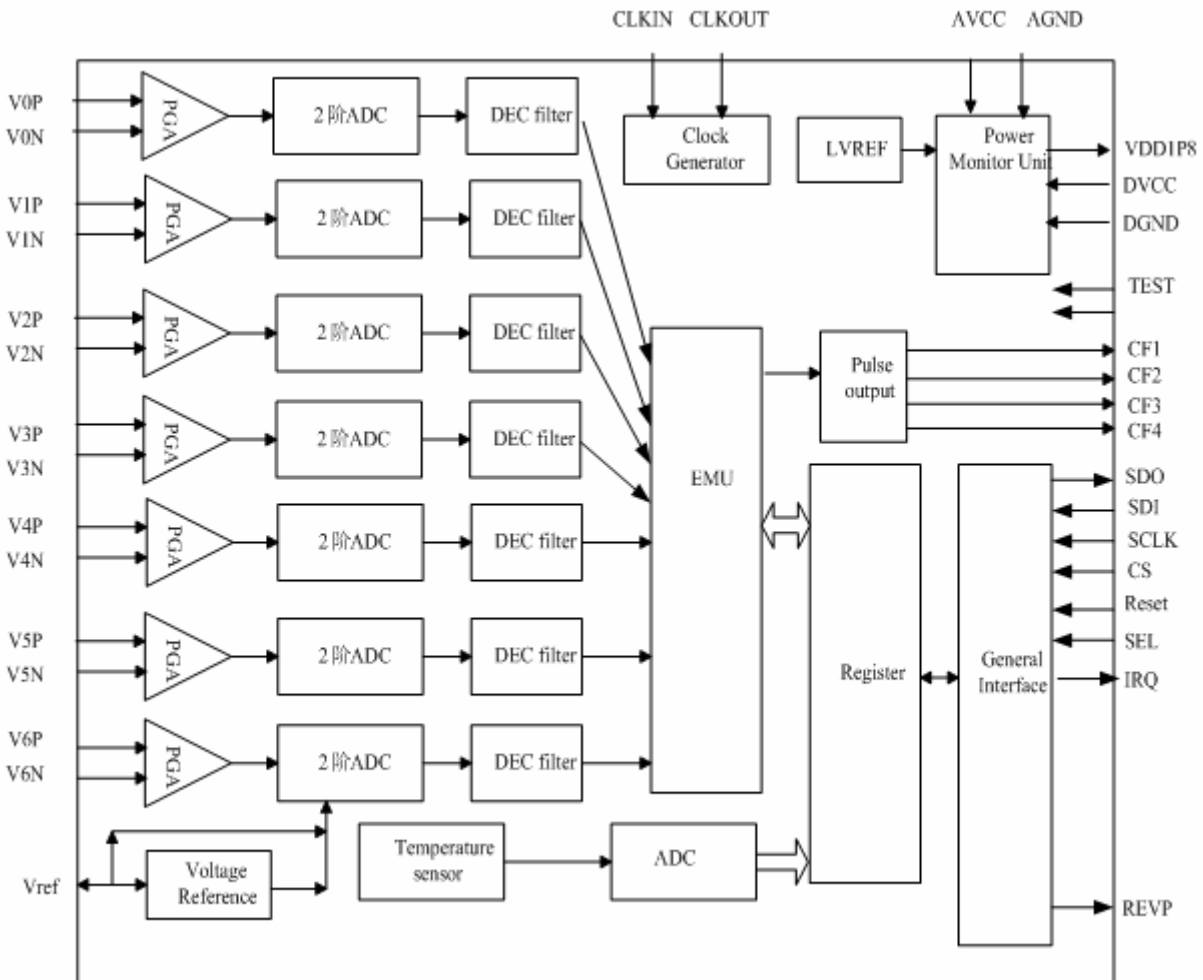 CLKIN CLKOUT AVCC AGND
V0P
V0N
PGA
2 阶ADC
DEC filter
Clock
Generator
LVREF
Power
Monitor Unit
VDD1P8
DVCC
DGND
V1P
V1N
PGA
2 阶ADC
DEC filter
TEST
V2P
V2N
PGA
2 阶ADC
DEC filter
EMU
Pulse
output
CF1
CF2
CF3
CF4
V3P
V3N
PGA
2 阶ADC
DEC filter
V4P
V4N
PGA
2 阶ADC
DEC filter
SDO
SDI
SCLK
CS
Reset
SEL
IRQ
V5P
V5N
PGA
2 阶ADC
DEC filter
Register
General
Interface
V6P
V6N
PGA
2 阶ADC
DEC filter
Vref
Voltage
Reference
Temperature
sensor
ADC
REVP